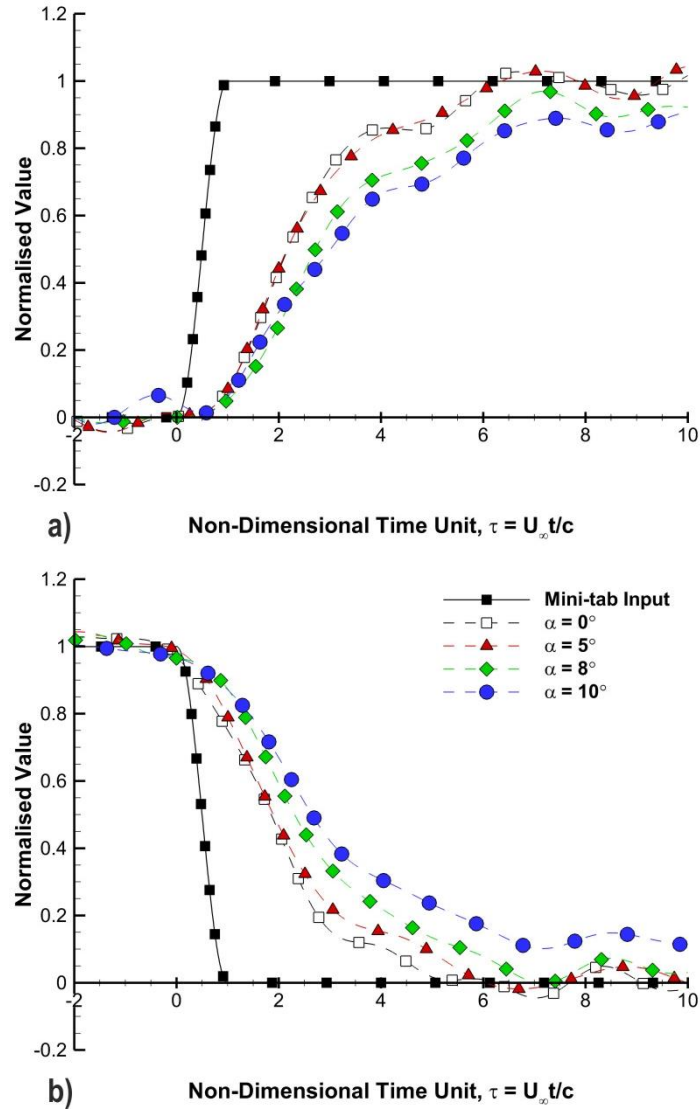 1.2
1
0.8
0.6
0.4
0.2
0
-0.2
-2
0
2
4
6
8
10
Normalised Value
a)
Non-Dimensional Time Unit, τ = U∞t/c
1.2
1
0.8
0.6
0.4
0.2
0
-0.2
-2
0
2
4
6
8
10
Normalised Value
Mini-tab Input
α = 0°
α = 5°
α = 8°
α = 10°
b)
Non-Dimensional Time Unit, τ = U∞t/c